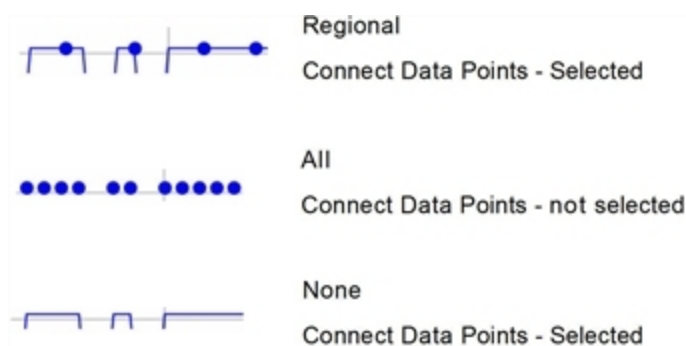 Regional
Connect Data Points - Selected
All
Connect Data Points - not selected
None
Connect Data Points - Selected